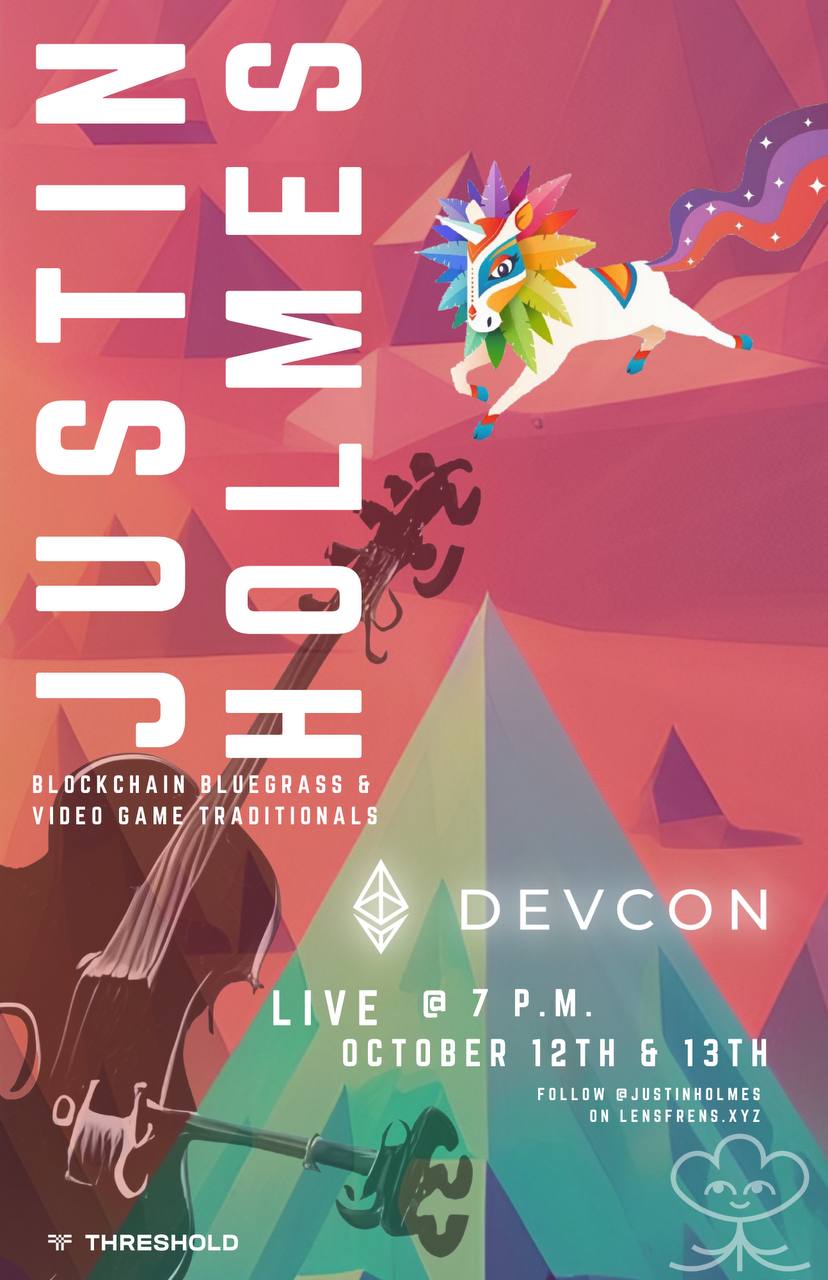 JUSTIN
HOLMES
BLOCKCHAIN BLUEGRASS &
VIDEO GAME TRADITIONALS
DEVCON
LIVE @ 7 P.M.
OCTOBER 12TH & 13TH
FOLLOW @JUSTINHOLMES
ON LENSFRENS.XYZ
THRESHOLD